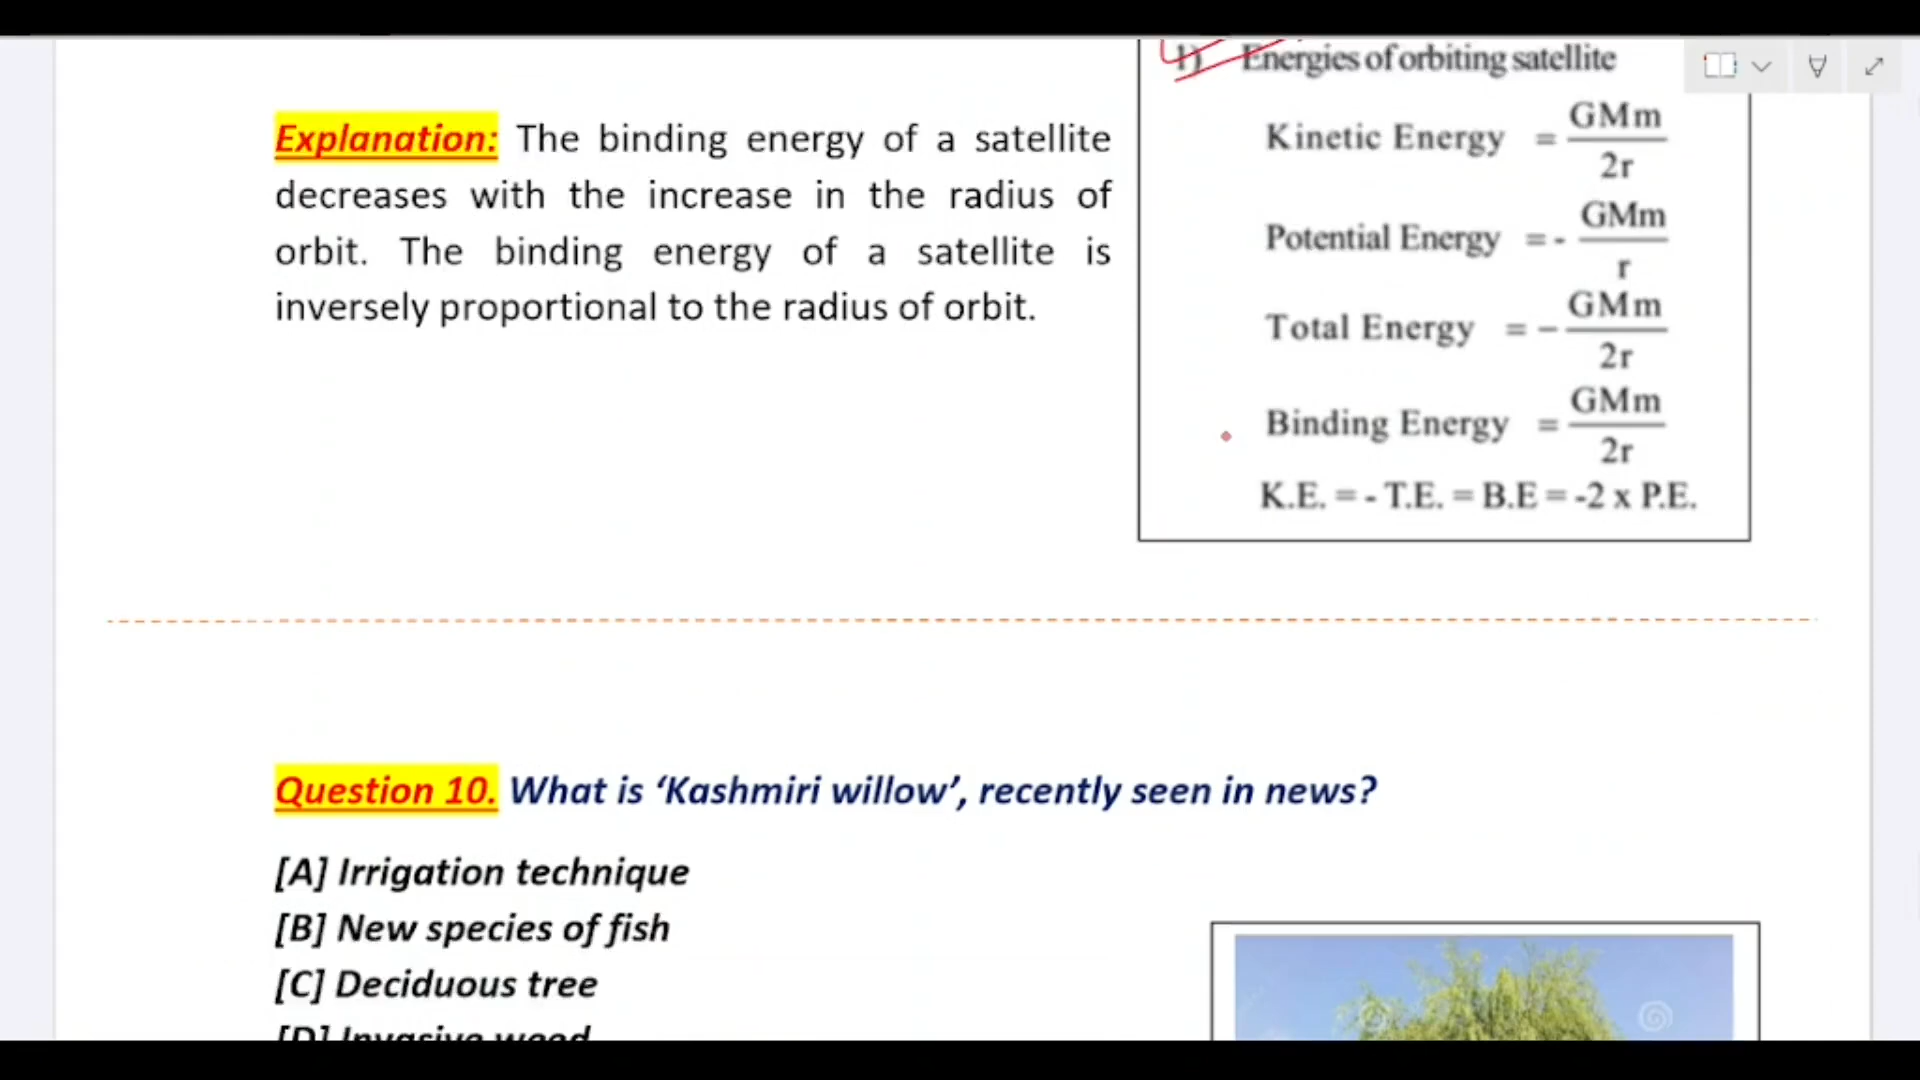 Explanation: The binding energy of a satellite
decreases with the increase in the radius of
orbit. The binding energy of a satellite is
inversely proportional to the radius of orbit.
1) Energies of orbiting satellite
Kinetic Energy = GMm / 2r
Potential Energy = - GMm / r
Total Energy = - GMm / 2r
Binding Energy = GMm / 2r
K.E. = - T.E. = B.E = -2 x P.E.
Question 10. What is ‘Kashmiri willow’, recently seen in news?
[A] Irrigation technique
[B] New species of fish
[C] Deciduous tree
[D] Invasive weed